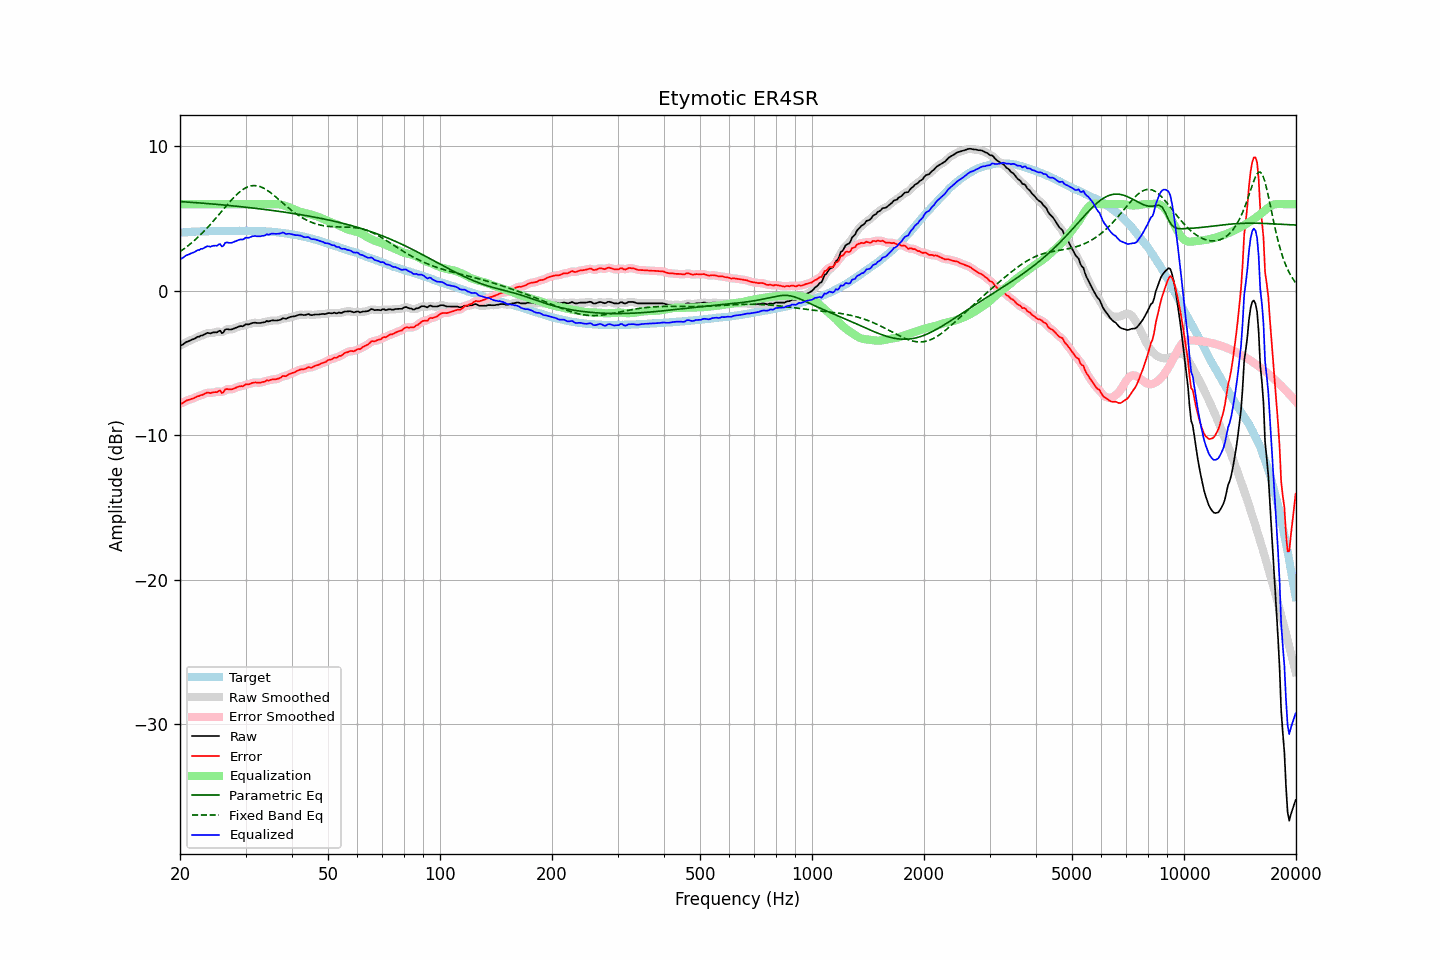 Etymotic ER4SR
Amplitude (dBr)
10
0
−10
−20
−30
Target
Raw Smoothed
Error Smoothed
Raw
Error
Equalization
Parametric Eq
Fixed Band Eq
Equalized
20
50
100
200
500
1000
2000
5000
10000
20000
Frequency (Hz)